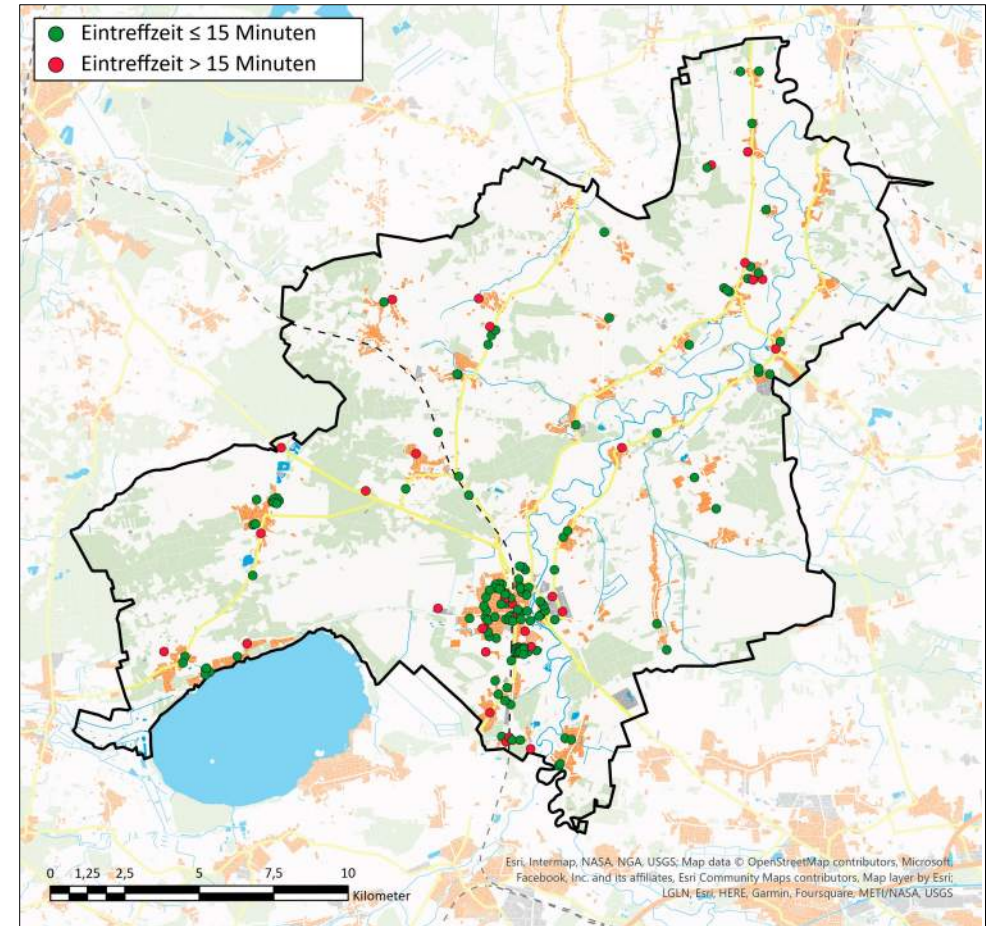 Eintreffzeit ≤ 15 Minuten
Eintreffzeit > 15 Minuten
Esri, Intermap, NASA, NGA, USGS; Map data © OpenStreetMap contributors, Microsoft,
Facebook, Inc. and its affiliates, Esri Community Maps contributors, Map layer by Esri;
LGLN, Esri, HERE, Garmin, Foursquare, METI/NASA, USGS
0 1,25 2,5 5 7,5 10
Kilometer